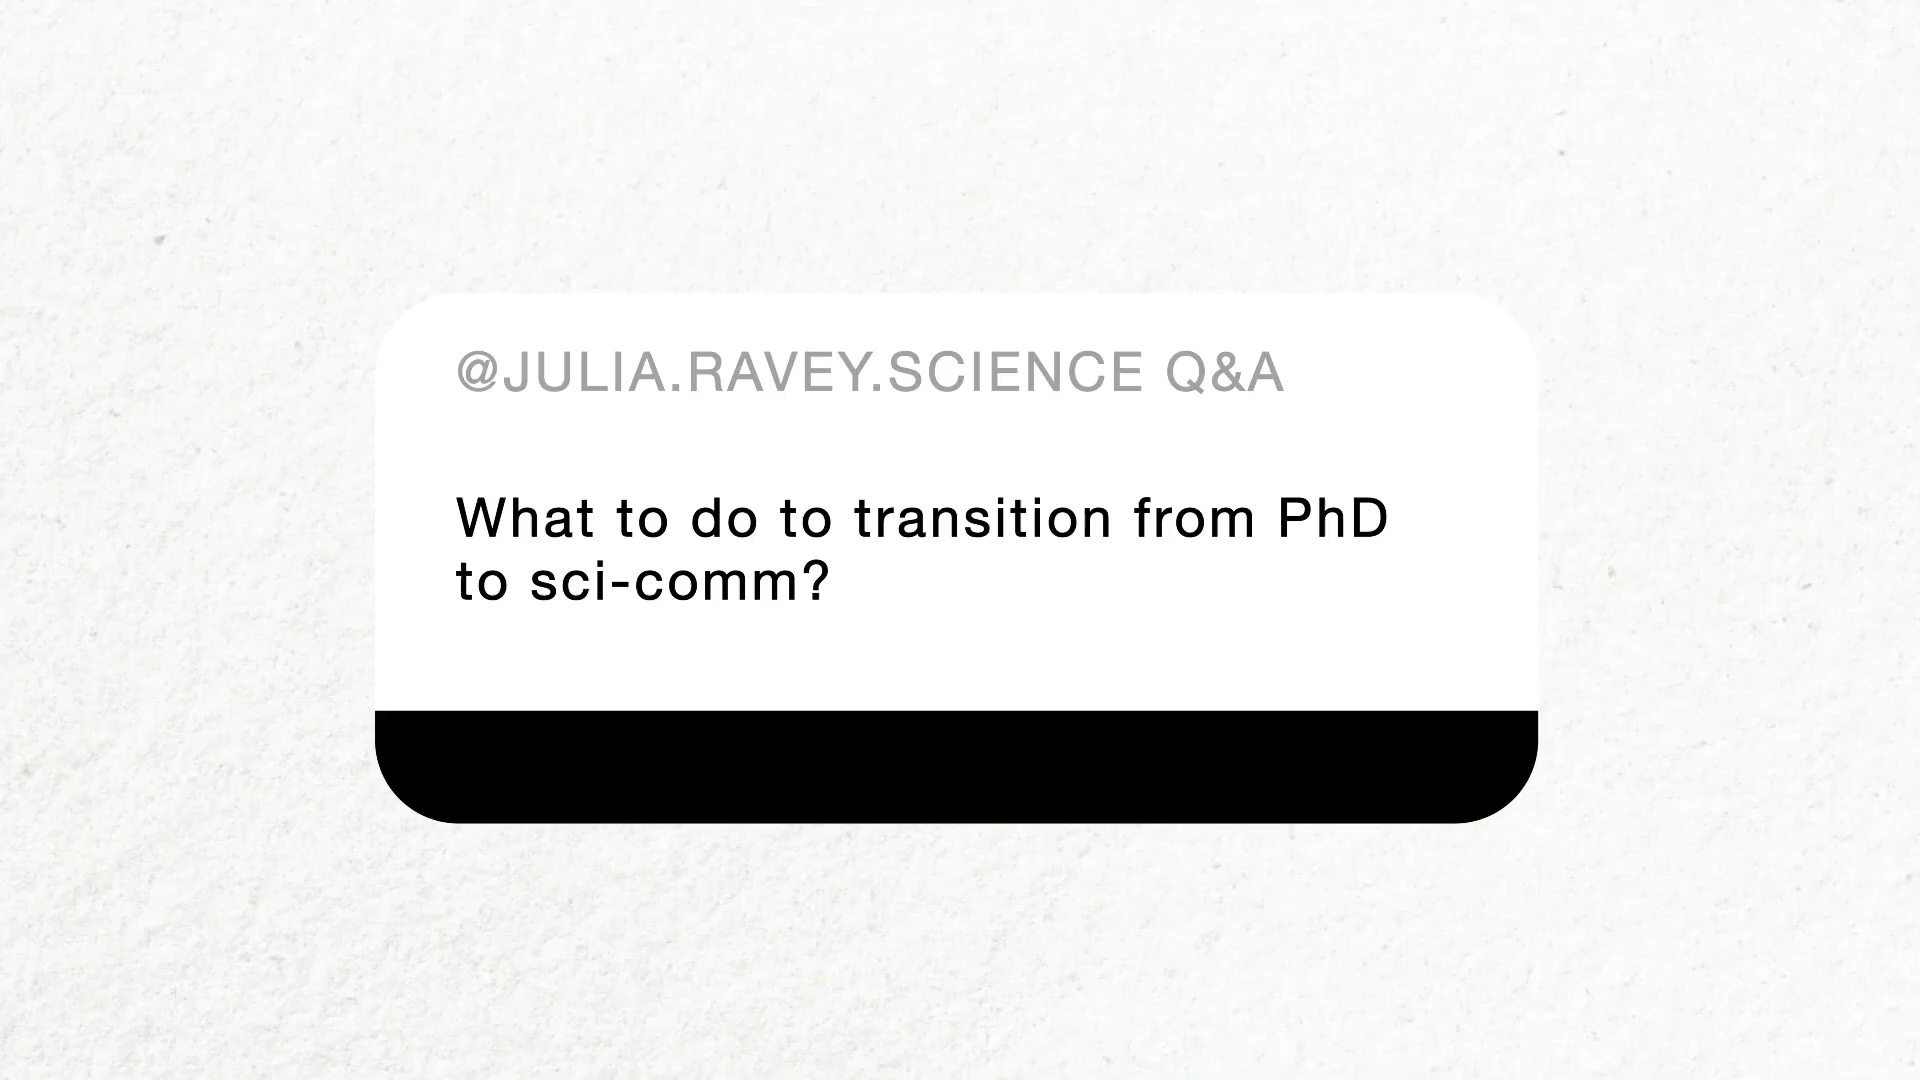 @JULIA.RAVEY.SCIENCE Q&A
What to do to transition from PhD
to sci-comm?